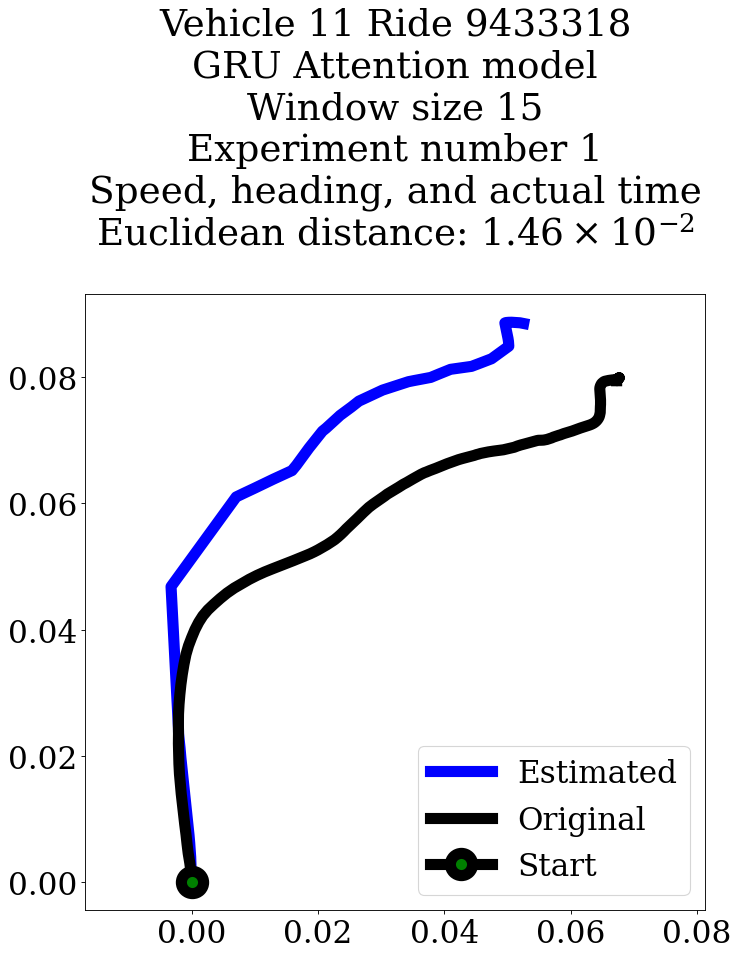 Vehicle 11 Ride 9433318
GRU Attention model
Window size 15
Experiment number 1
Speed, heading, and actual time
Euclidean distance: 1.46 × 10⁻²
0.08
0.06
0.04
0.02
0.00
Estimated
Original
Start
0.00 0.02 0.04 0.06 0.08